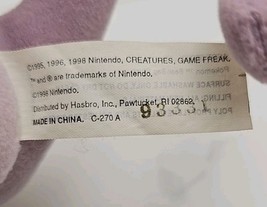 ©1995, 1996, 1998 Nintendo, CREATURES, GAME FREAK.
™ and ® are trademarks of Nintendo.
©1998 Nintendo.
Distributed by Hasbro, Inc., Pawtucket, RI 02862,
MADE IN CHINA. C-270 A 93331